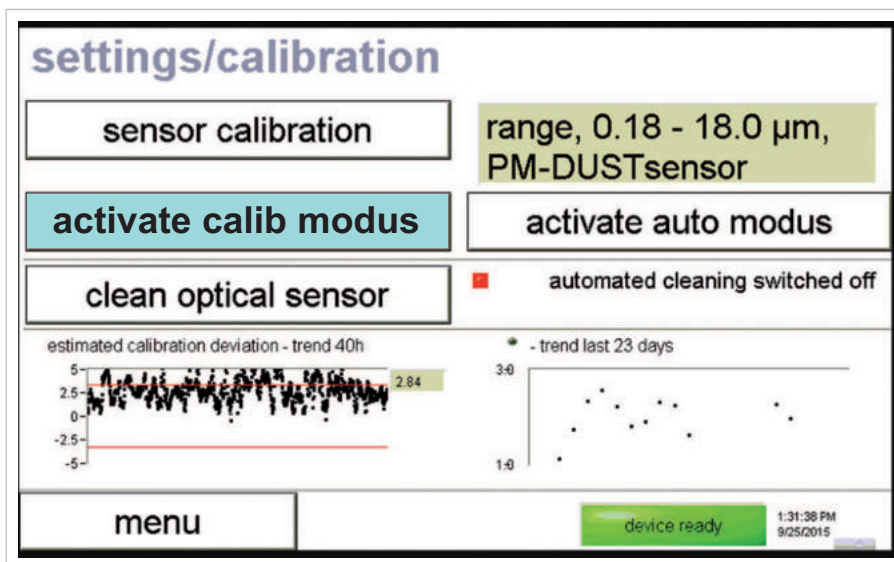 settings/calibration
sensor calibration
range, 0.18 - 18.0 µm,
PM-DUSTsensor
activate calib modus
activate auto modus
clean optical sensor
automated cleaning switched off
estimated calibration deviation - trend 40h
- trend last 23 days
5-
2.5-
0-
-2.5-
-5-
2.84
3.0
1.0
menu
device ready
1:31:38 PM
9/25/2015